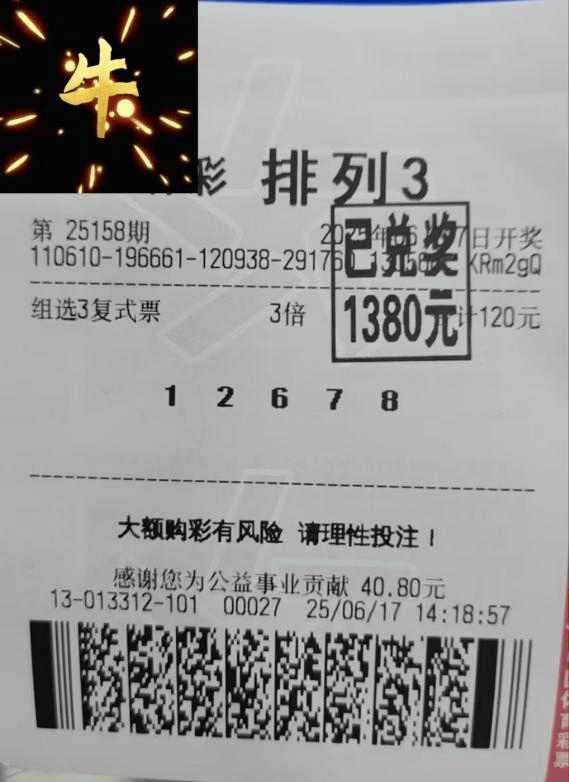 牛
彩 排列3
第 25158期
日开奖
110610-196661-120938-29176
XRm2gQ
已兑奖
1380元
组选3复式票 3倍 计120元
1 2 6 7 8
大额购彩有风险 请理性投注!
感谢您为公益事业贡献 40.80元
13-013312-101 00027 25/06/17 14:18:57